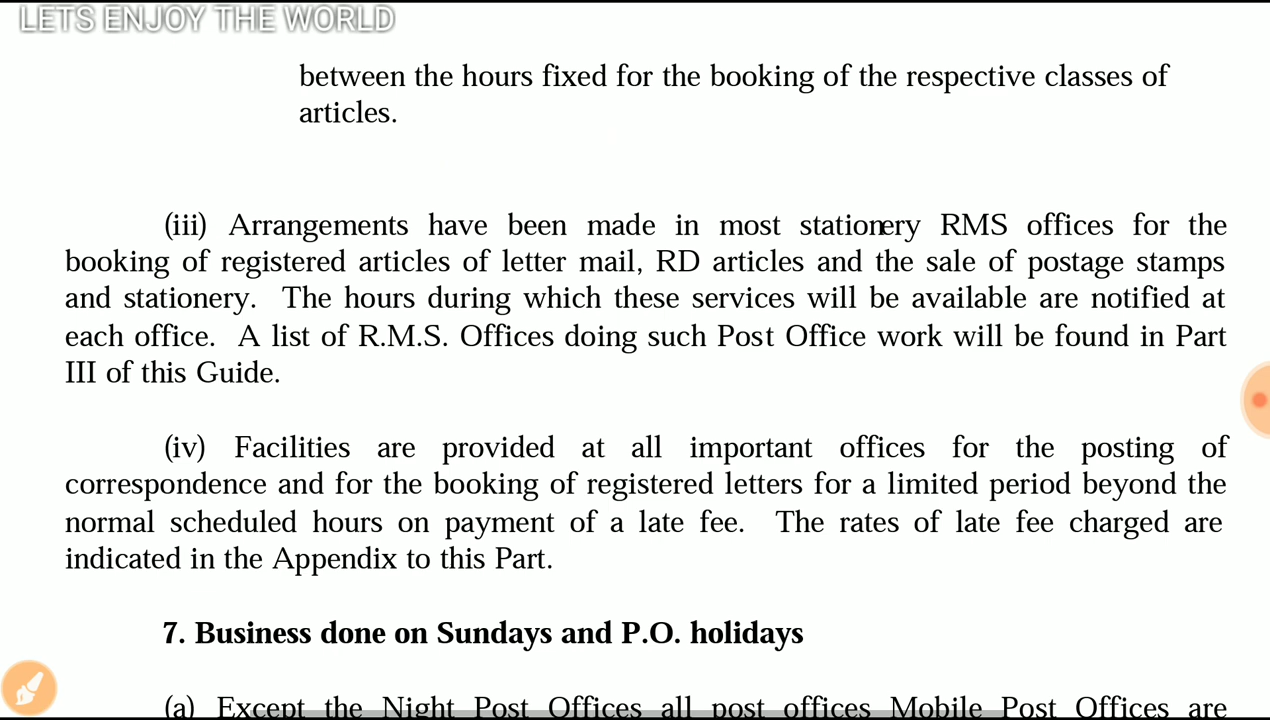 LETS ENJOY THE WORLD
between the hours fixed for the booking of the respective classes of
articles.
(iii) Arrangements have been made in most stationery RMS offices for the
booking of registered articles of letter mail, RD articles and the sale of postage stamps
and stationery. The hours during which these services will be available are notified at
each office. A list of R.M.S. Offices doing such Post Office work will be found in Part
III of this Guide.
(iv) Facilities are provided at all important offices for the posting of
correspondence and for the booking of registered letters for a limited period beyond the
normal scheduled hours on payment of a late fee. The rates of late fee charged are
indicated in the Appendix to this Part.
7. Business done on Sundays and P.O. holidays
(a) Except the Night Post Offices all post offices Mobile Post Offices are